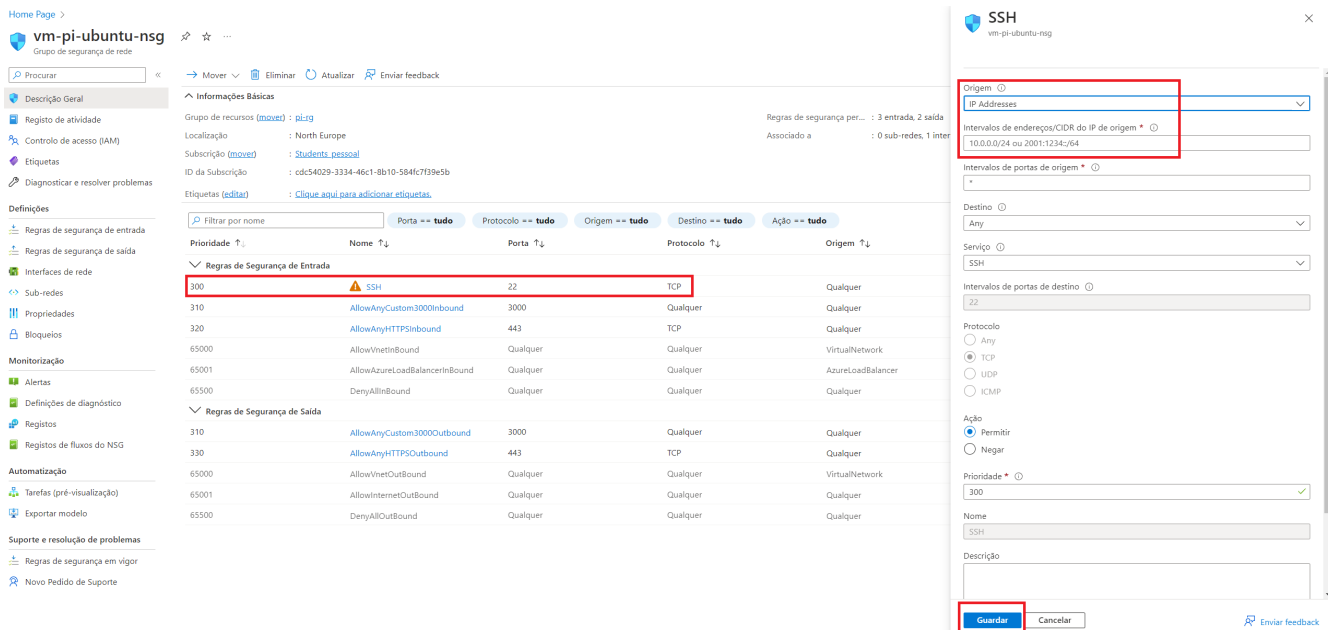 Home Page >
vm-pi-ubuntu-nsg
Grupo de segurança de rede
Procurar
Descrição Geral
Registo de atividade
Controlo de acesso (IAM)
Etiquetas
Diagnosticar e resolver problemas
Definições
Regras de segurança de entrada
Regras de segurança de saída
Interfaces de rede
Sub-redes
Propriedades
Bloqueios
Monitorização
Alertas
Definições de diagnóstico
Registos
Registos de fluxos do NSG
Automatização
Tarefas (pré-visualização)
Exportar modelo
Suporte e resolução de problemas
Regras de segurança em vigor
Novo Pedido de Suporte
Mover Eliminar Atualizar Enviar feedback
Informações Básicas
Grupo de recursos (mover) : pi-rg
Localização : North Europe
Subscrição (mover) : Students_pessoal
ID da Subscrição : cdc54029-3334-46c1-8b10-584fc7f39e5b
Etiquetas (editar) : Clique aqui para adicionar etiquetas.
Regras de segurança per... : 3 entrada, 2 saída
Associado a : 0 sub-redes, 1 inter
Filtrar por nome Porta == tudo Protocolo == tudo Origem == tudo Destino == tudo Ação == tudo
Prioridade ↑↓ Nome ↑↓ Porta ↑↓ Protocolo ↑↓ Origem ↑↓
Regras de Segurança de Entrada
300 SSH 22 TCP Qualquer
310 AllowAnyCustom3000Inbound 3000 Qualquer Qualquer
320 AllowAnyHTTPSInbound 443 TCP Qualquer
65000 AllowVnetInBound Qualquer Qualquer VirtualNetwork
65001 AllowAzureLoadBalancerInBound Qualquer Qualquer AzureLoadBalancer
65500 DenyAllInBound Qualquer Qualquer Qualquer
Regras de Segurança de Saída
310 AllowAnyCustom3000Outbound 3000 Qualquer Qualquer
330 AllowAnyHTTPSOutbound 443 TCP Qualquer
65000 AllowVnetOutBound Qualquer Qualquer VirtualNetwork
65001 AllowInternetOutBound Qualquer Qualquer Qualquer
65500 DenyAllOutBound Qualquer Qualquer Qualquer
SSH
vm-pi-ubuntu-nsg
Origem
IP Addresses
Intervalos de endereços/CIDR do IP de origem *
10.0.0.0/24 ou 2001:1234::/64
Intervalos de portas de origem *
*
Destino
Any
Serviço
SSH
Intervalos de portas de destino
22
Protocolo
Any
TCP
UDP
ICMP
Ação
Permitir
Negar
Prioridade *
300
Nome
SSH
Descrição
Guardar Cancelar Enviar feedback